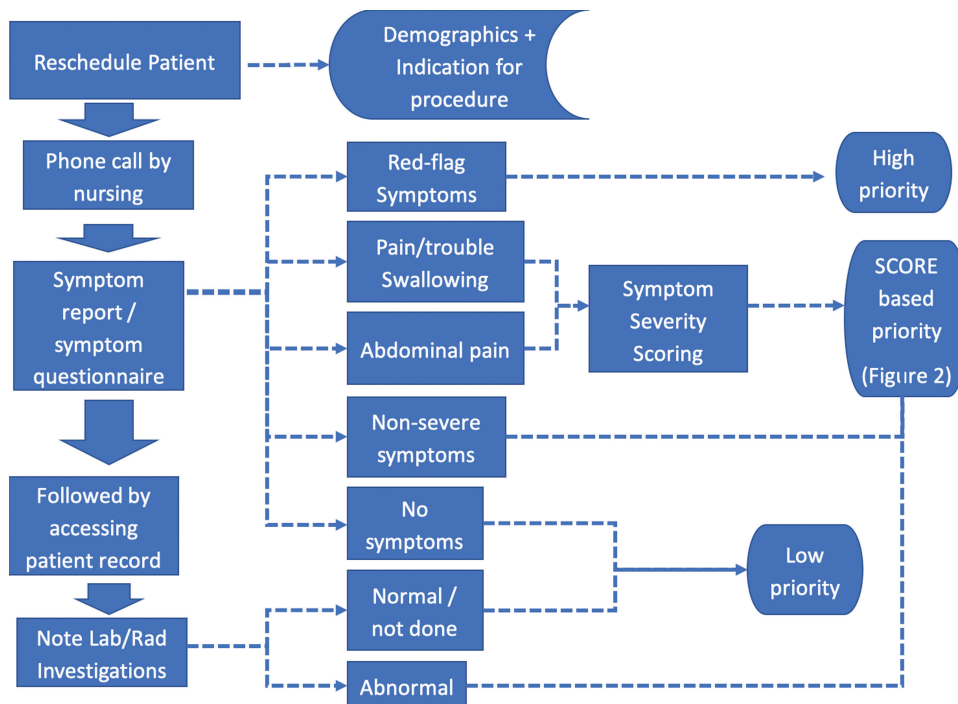 Reschedule Patient
Demographics +
Indication for
procedure
Phone call by
nursing
Red-flag
Symptoms
High
priority
Symptom
report /
symptom
questionnaire
Pain/trouble
Swallowing
Abdominal pain
Symptom
Severity
Scoring
SCORE
based
priority
(Figure 2)
Non-severe
symptoms
Followed by
accessing
patient record
No
symptoms
Low
priority
Note Lab/Rad
Investigations
Normal /
not done
Abnormal